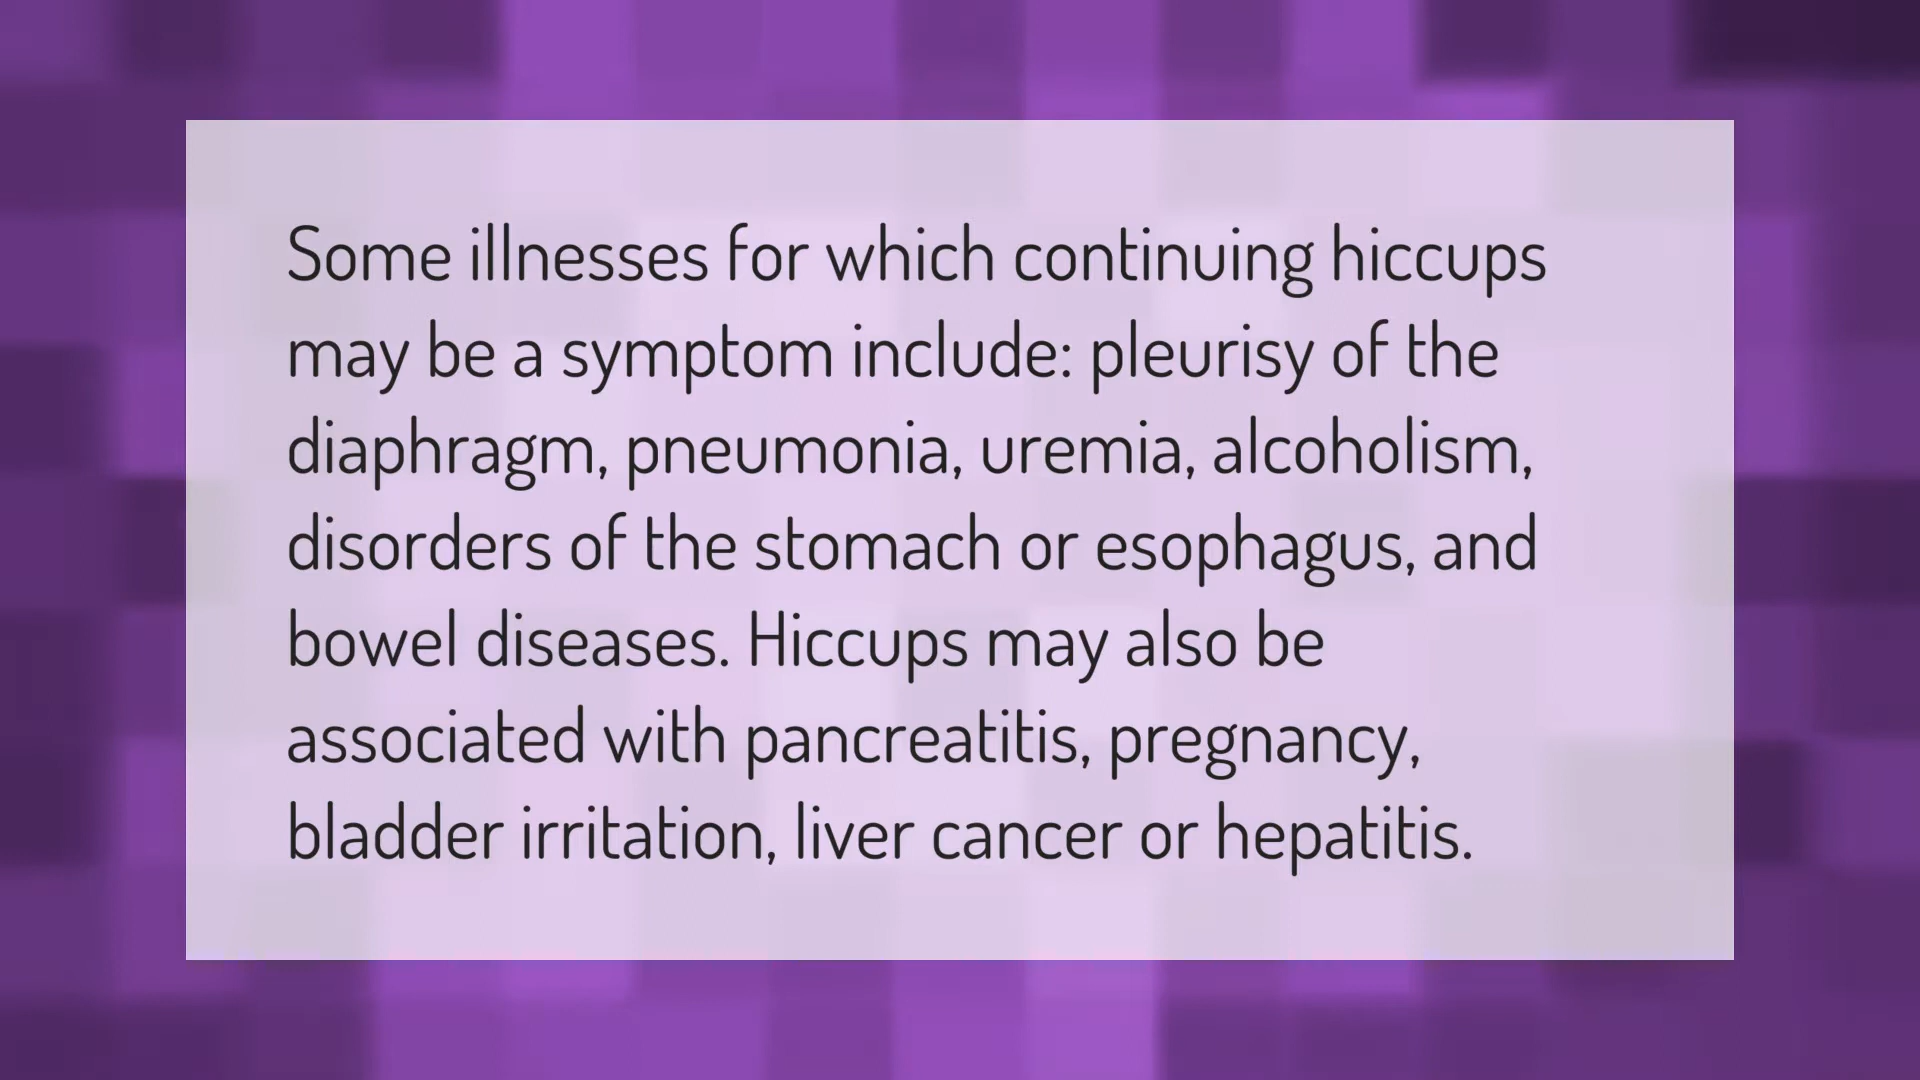 Some illnesses for which continuing hiccups
may be a symptom include: pleurisy of the
diaphragm, pneumonia, uremia, alcoholism,
disorders of the stomach or esophagus, and
bowel diseases. Hiccups may also be
associated with pancreatitis, pregnancy,
bladder irritation, liver cancer or hepatitis.